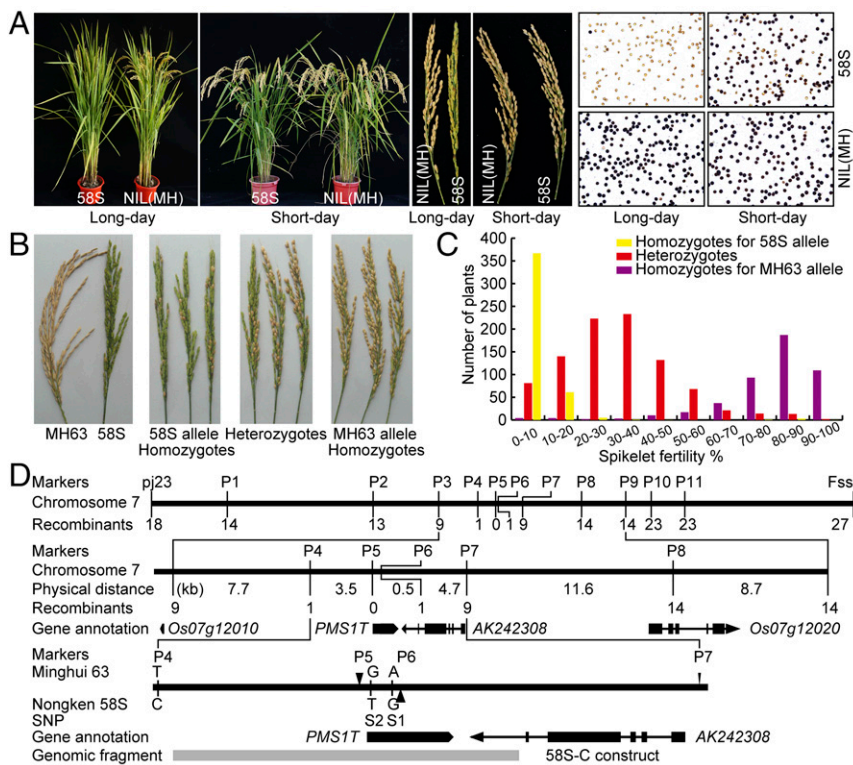 A
58S
NIL(MH)
58S
NIL(MH)
NIL(MH)
58S
NIL(MH)
58S
58S
NIL(MH)
Long-day
Short-day
Long-day
Short-day
Long-day
Short-day
B
MH63 58S
58S allele
Homozygotes
Heterozygotes
MH63 allele
Homozygotes
C
Number of plants
400
350
300
250
200
150
100
50
0
Homozygotes for 58S allele
Heterozygotes
Homozygotes for MH63 allele
0-10 10-20 20-30 30-40 40-50 50-60 60-70 70-80 80-90 90-100
Spikelet fertility %
D
Markers pj23 P1 P2 P3 P4 P5 P6 P7 P8 P9 P10 P11 Fss
Chromosome 7
Recombinants 18 14 13 9 1 0 1 9 14 14 23 23 27
Markers P4 P5 P6 P7 P8
Chromosome 7
Physical distance (kb) 7.7 3.5 0.5 4.7 11.6 8.7
Recombinants 9 1 0 1 9 14 14
Gene annotation Os07g12010 PMS1T AK242308 Os07g12020
Markers P4 P5 P6 P7
Minghui 63 T G A
Nongken 58S C T G
SNP S2 S1
Gene annotation PMS1T AK242308
Genomic fragment 58S-C construct